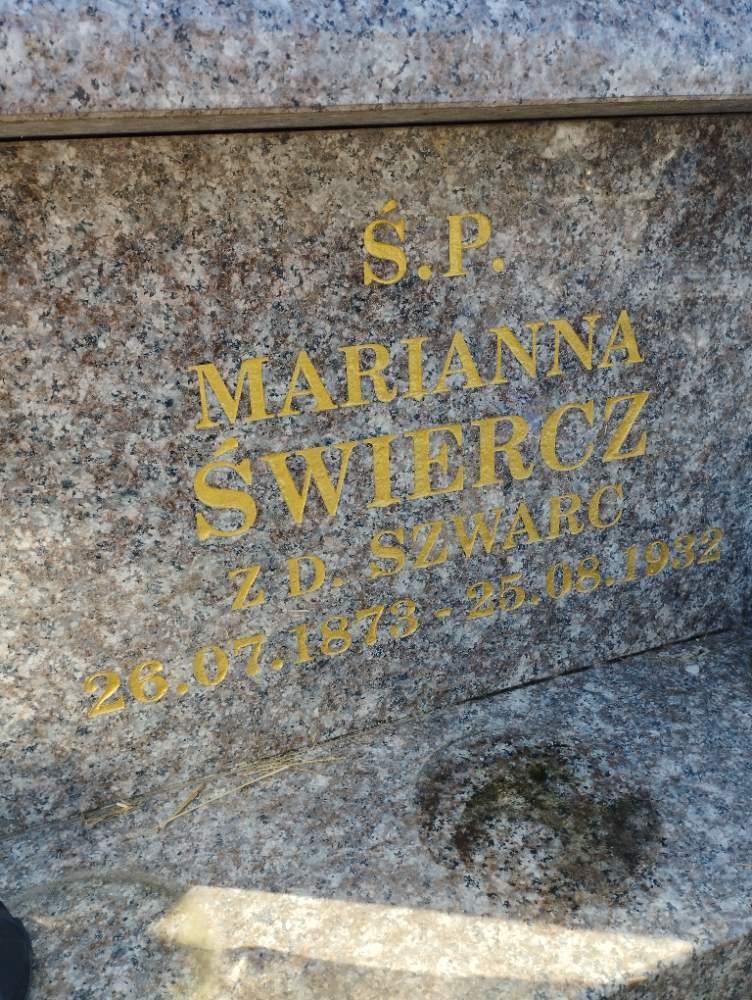 Ś.P.
MARIANNA
ŚWIERCZ
Z D. SZWARC
26.07.1873 - 25.08.1932